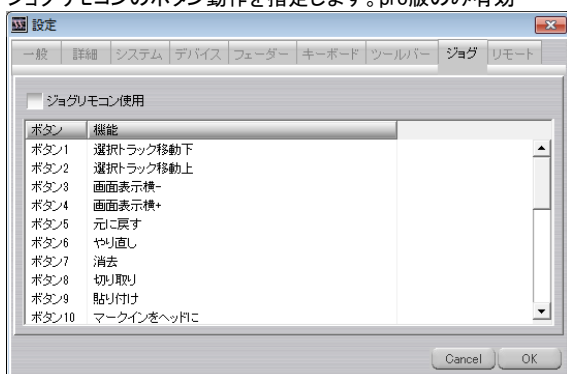 ジョグリモコンのボタン動作を指定します。pro版のみ有効
設定
一般 詳細 システム デバイス フェーダー キーボード ツールバー ジョグ リモート
ジョグリモコン使用
ボタン 機能
ボタン1 選択トラック移動下
ボタン2 選択トラック移動上
ボタン3 画面表示横-
ボタン4 画面表示横+
ボタン5 元に戻す
ボタン6 やり直し
ボタン7 消去
ボタン8 切り取り
ボタン9 貼り付け
ボタン10 マークインをヘッドに
Cancel OK